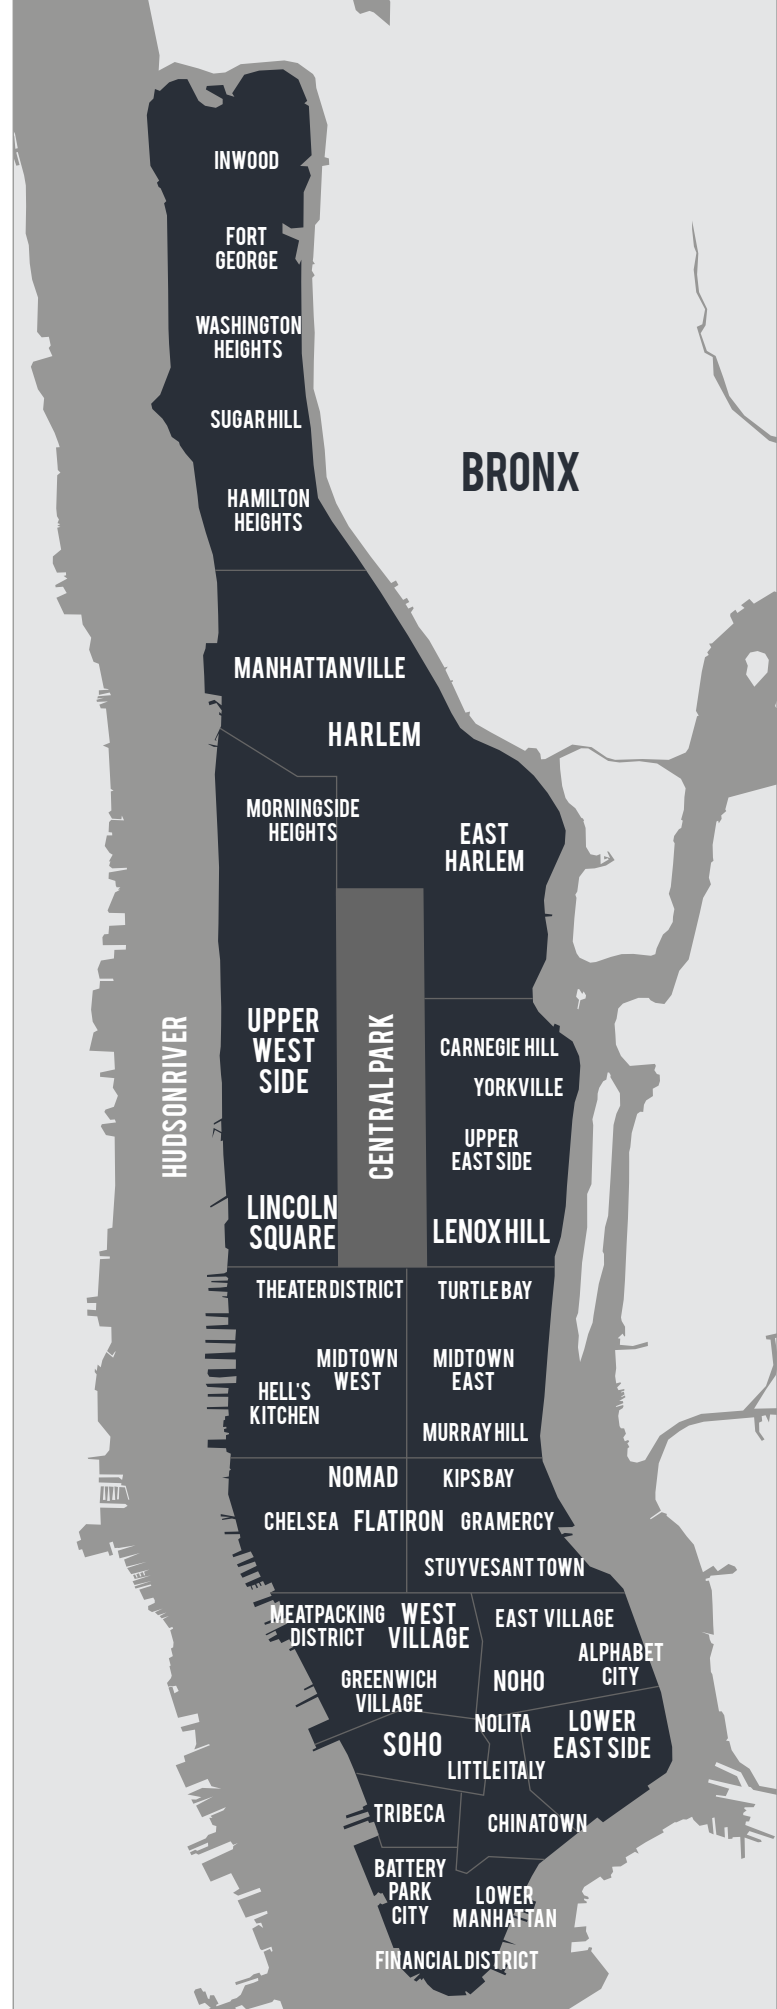 INWOOD
FORT
GEORGE
WASHINGTON
HEIGHTS
SUGAR HILL
BRONX
HAMILTON
HEIGHTS
MANHATTANVILLE
HARLEM
MORNINGSIDE
HEIGHTS
EAST
HARLEM
HUDSON RIVER
UPPER
WEST
SIDE
CENTRAL PARK
CARNEGIE HILL
YORKVILLE
UPPER
EAST SIDE
LINCOLN
SQUARE
LENOX HILL
THEATER DISTRICT
TURTLE BAY
MIDTOWN
WEST
MIDTOWN
EAST
HELL'S
KITCHEN
MURRAY HILL
NOMAD
KIPS BAY
CHELSEA
FLATIRON
GRAMERCY
STUYVESANT TOWN
MEATPACKING
DISTRICT
WEST
VILLAGE
EAST VILLAGE
ALPHABET
CITY
GREENWICH
VILLAGE
NOHO
NOLITA
LOWER
EAST SIDE
SOHO
LITTLE ITALY
TRIBECA
CHINATOWN
BATTERY
PARK
CITY
LOWER
MANHATTAN
FINANCIAL DISTRICT